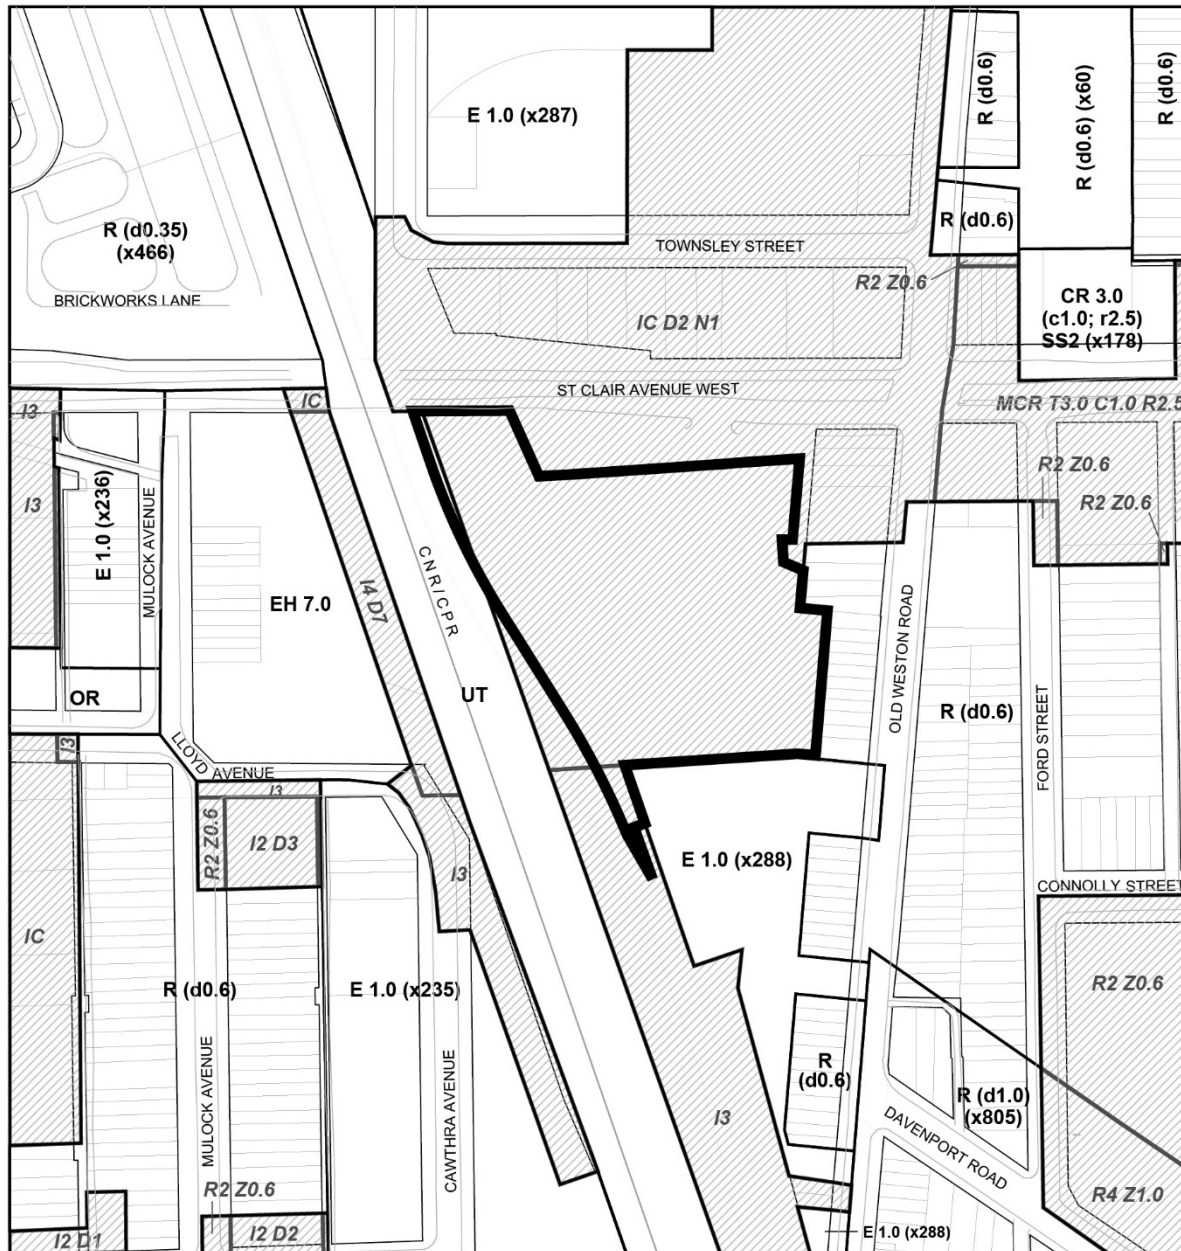 R (d0.6)
R (d0.6) (x60)
R (d0.6)
E 1.0 (x287)
R (d0.35)
(x466)
R (d0.6)
TOWNSLEY STREET
R2 Z0.6
BRICKWORKS LANE
CR 3.0
(c1.0; r2.5)
SS2 (x178)
IC D2 N1
ST CLAIR AVENUE WEST
IC
MCR T3.0 C1.0 R2.5
I3
R2 Z0.6
I3
E 1.0 (x236)
MULOCK AVENUE
R2 Z0.6
CNR/CPR
EH 7.0
I4 D7
OLD WESTON ROAD
UT
OR
R (d0.6)
FORD STREET
I3
LLOYD
AVENUE
I3
R2 Z0.6
I2 D3
E 1.0 (x288)
I3
CONNOLLY STREET
IC
R (d0.6)
E 1.0 (x235)
R2 Z0.6
MULOCK AVENUE
CAWTHRA AVENUE
R
(d0.6)
I3
R (d1.0)
(x805)
DAVENPORT ROAD
R2 Z0.6
R4 Z1.0
I2 D1
I2 D2
E 1.0 (x288)